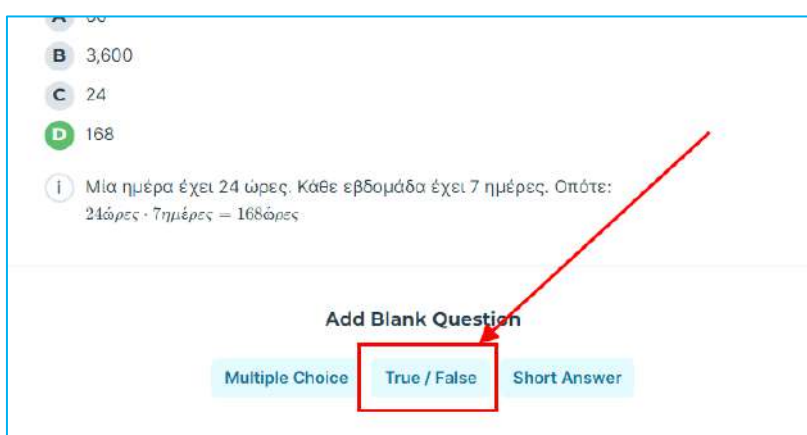 B 3,600
C 24
D 168
i Μία ημέρα έχει 24 ώρες. Κάθε εβδομάδα έχει 7 ημέρες. Οπότε:
24ώρες · 7ημέρες = 168ώρες
Add Blank Question
Multiple Choice True / False Short Answer